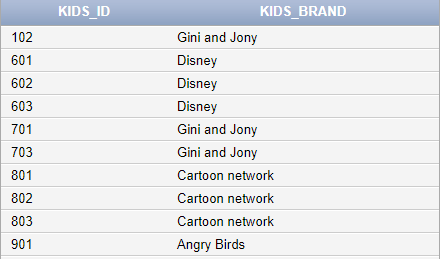 KIDS_ID KIDS_BRAND
102 Gini and Jony
601 Disney
602 Disney
603 Disney
701 Gini and Jony
703 Gini and Jony
801 Cartoon network
802 Cartoon network
803 Cartoon network
901 Angry Birds